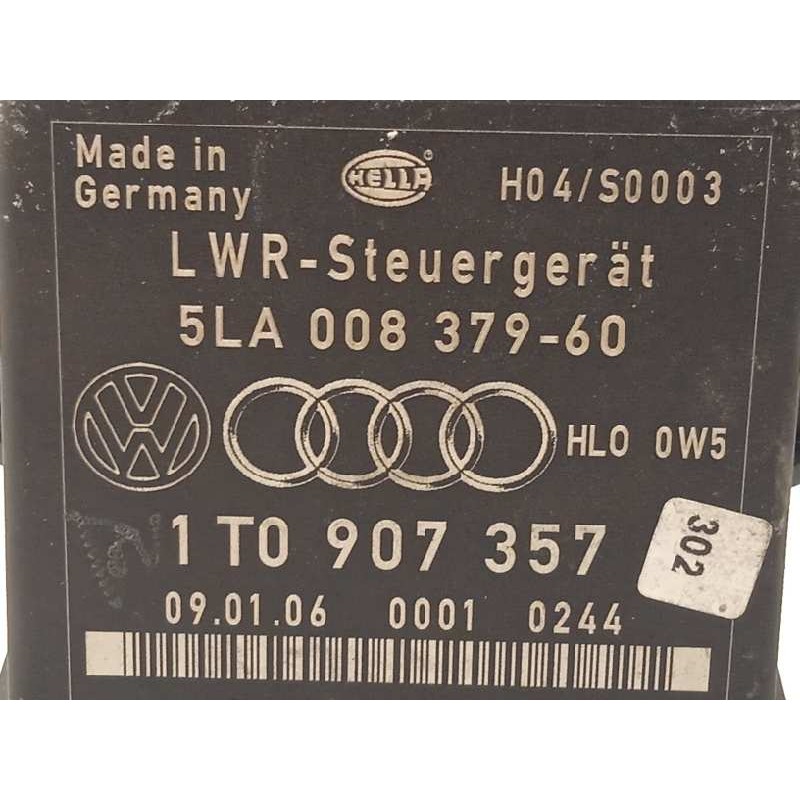 Made in
Germany
HELLA ®
H04/S0003
LWR-Steuergerät
5LA 008 379-60
VW
HLO 0W5
1T0 907 357
302
09.01.06 0001 0244